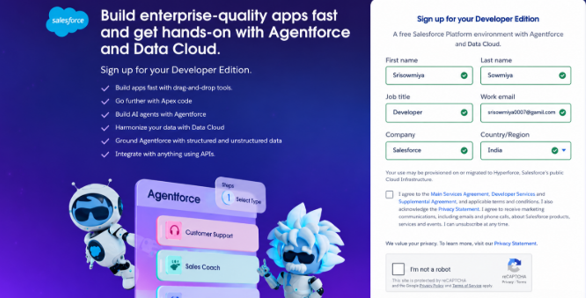 salesforce
Build enterprise-quality apps fast
and get hands-on with Agentforce
and Data Cloud.
Sign up for your Developer Edition.
Build apps fast with drag-and-drop tools.
Go further with Apex code
Build AI agents with Agentforce
Harmonize your data with Data Cloud
Ground Agentforce with structured and unstructured data
Integrate with anything using APIs.
Agentforce
Steps
1 Select Type
Customer Support
Sales Coach
Sign up for your Developer Edition
A free Salesforce Platform environment with Agentforce
and Data Cloud.
First name
Last name
Srisowmiya
Sowmiya
Job title
Work email
Developer
srisowmiya0007@gamil.com
Company
Country/Region
Salesforce
India
Your use may be provisioned on or migrated to Hyperforce, Salesforce's public
Cloud Infrastructure.
I agree to the Main Services Agreement, Developer Services and
Supplemental Agreement, and applicable terms and conditions. I also
acknowledge the Privacy Statement. I agree to receive marketing
communications, including emails and phone calls, about Salesforce products,
services and events. I can unsubscribe at any time.
We value your privacy. To learn more, visit our Privacy Statement.
I'm not a robot
reCAPTCHA
Privacy - Terms
This site is protected by reCAPTCHA
and the Google Privacy Policy and Terms of Service apply.